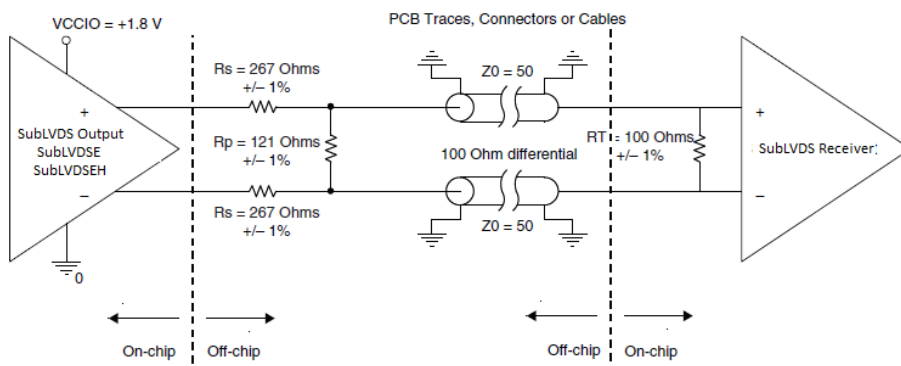 PCB Traces, Connectors or Cables
VCCIO = +1.8 V
Rs = 267 Ohms
+/– 1%
Z0 = 50
+
SubLVDS Output
SubLVDSE
SubLVDSEH
–
Rp = 121 Ohms
+/– 1%
100 Ohm differential
RT = 100 Ohms
+/– 1%
+
SubLVDS Receiver
–
Rs = 267 Ohms
+/– 1%
Z0 = 50
0
On-chip
Off-chip
Off-chip
On-chip